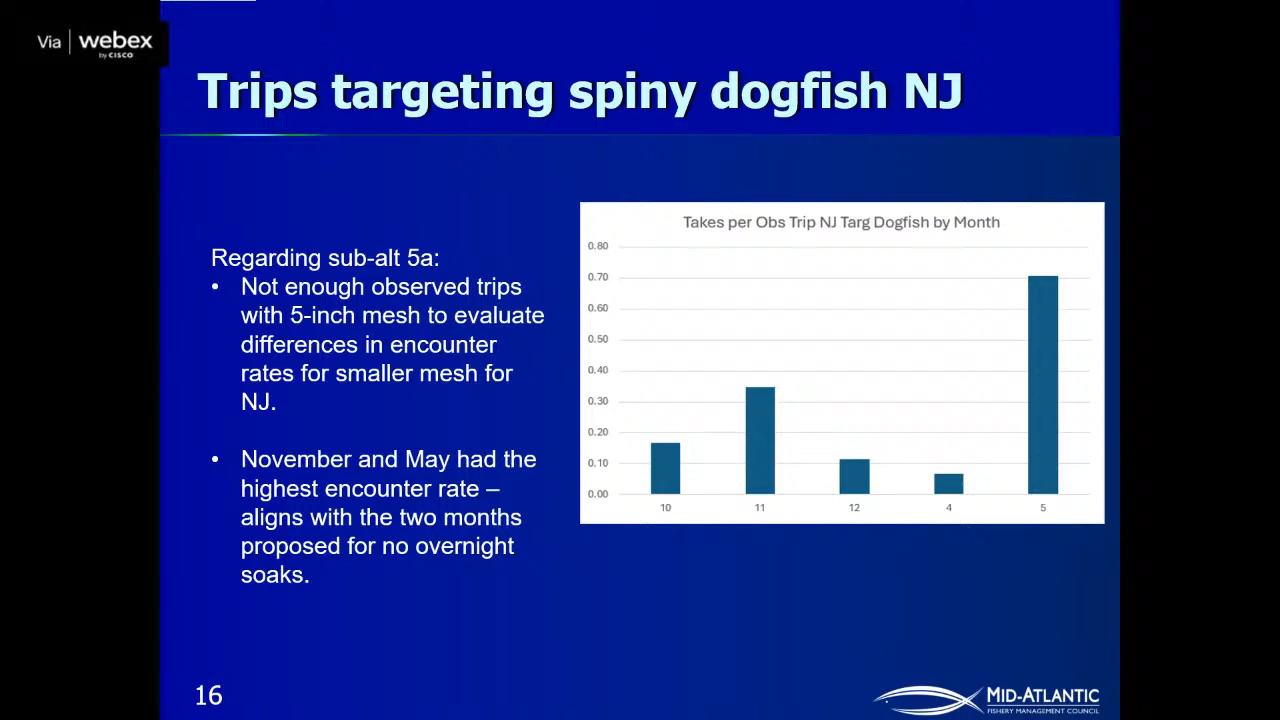 Via webex
by CISCO
Trips targeting spiny dogfish NJ
Regarding sub-alt 5a:
• Not enough observed trips
with 5-inch mesh to evaluate
differences in encounter
rates for smaller mesh for
NJ.
• November and May had the
highest encounter rate –
aligns with the two months
proposed for no overnight
soaks.
Takes per Obs Trip NJ Targ Dogfish by Month
0.80
0.70
0.60
0.50
0.40
0.30
0.20
0.10
0.00
10 11 12 4 5
16
MID-ATLANTIC
FISHERY MANAGEMENT COUNCIL